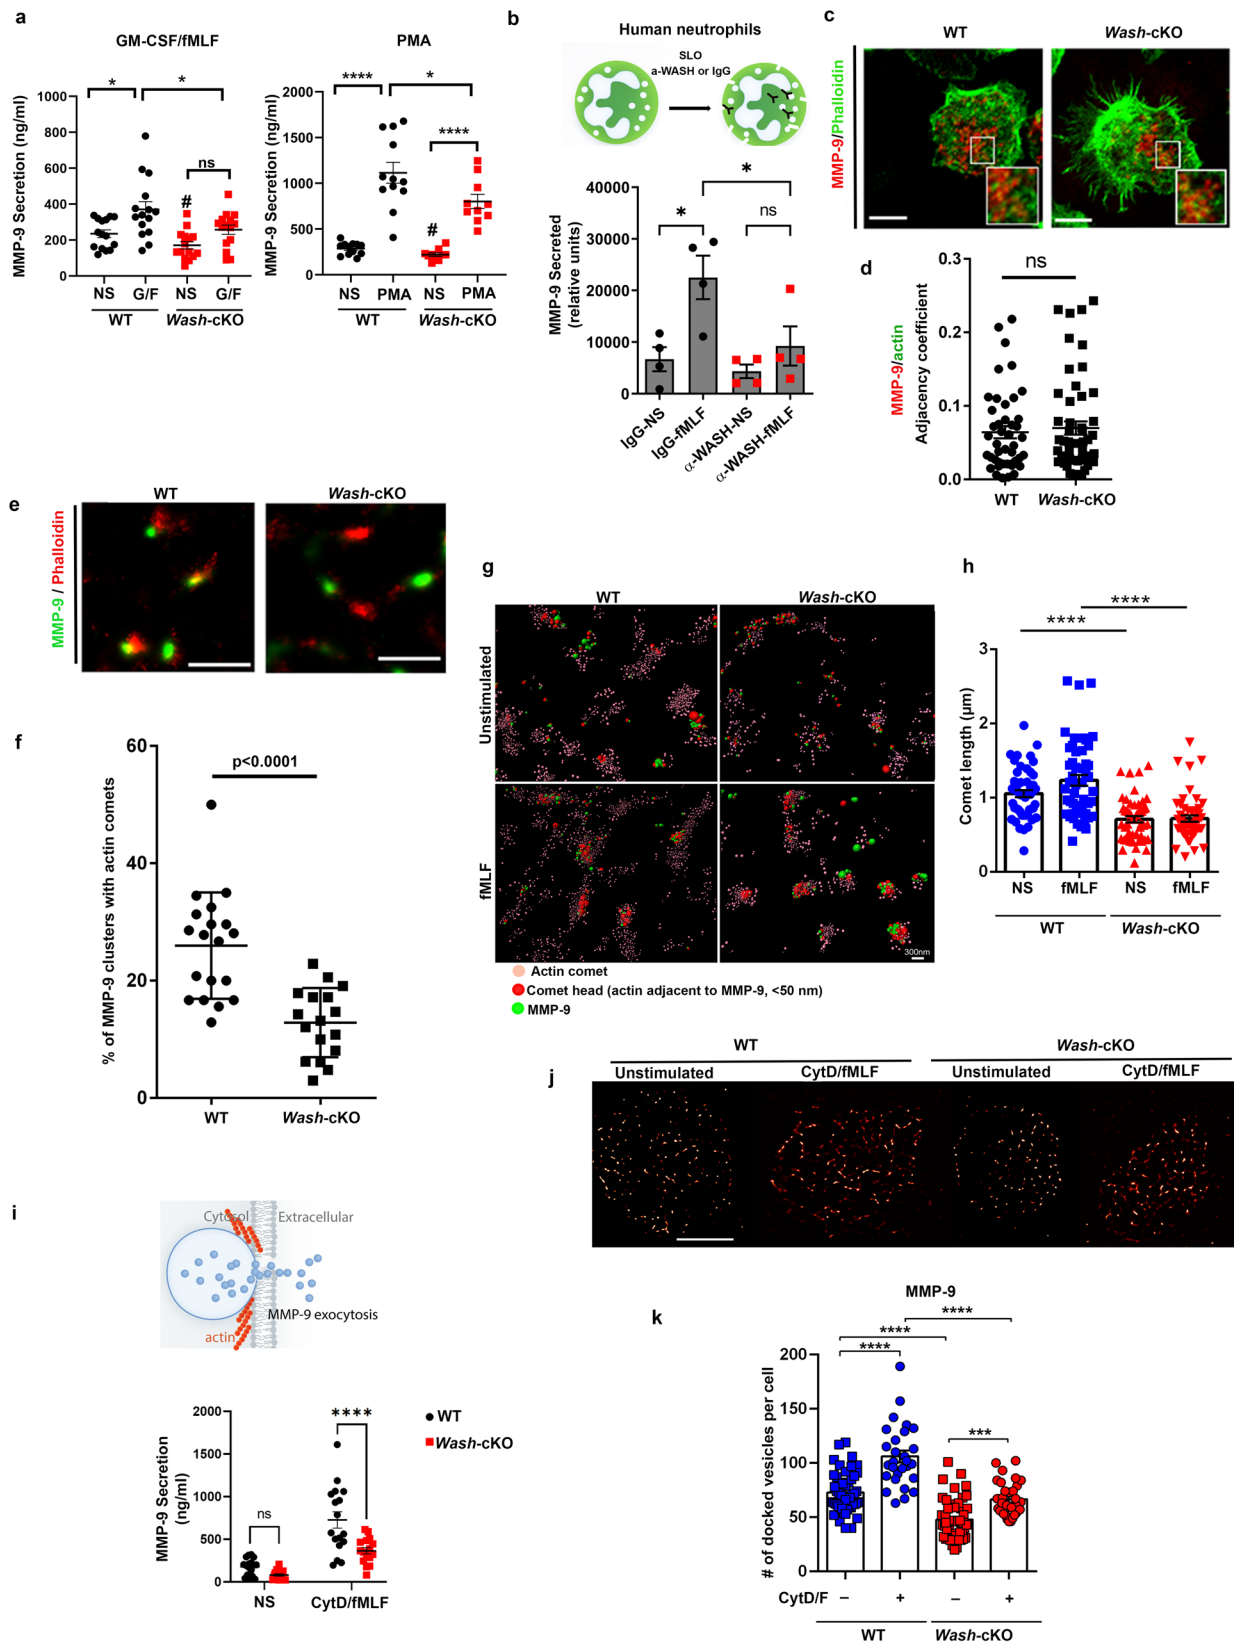 a
GM-CSF/fMLF
PMA
MMP-9 Secretion (ng/ml)
1000
800
600
400
200
0
*
*
ns
#
NS
G/F
NS
G/F
WT
Wash-cKO
MMP-9 Secretion (ng/ml)
2000
1500
1000
500
0
****
*
****
#
NS
PMA
NS
PMA
WT
Wash-cKO
b
Human neutrophils
SLO
a-WASH or IgG
MMP-9 Secreted
(relative units)
40000
30000
20000
10000
0
*
*
ns
IgG-NS
IgG-fMLF
α-WASH-NS
α-WASH-fMLF
c
WT
Wash-cKO
MMP-9/Phalloidin
d
MMP-9/actin
Adjacency coefficient
0.3
0.2
0.1
0.0
ns
WT
Wash-cKO
e
WT
Wash-cKO
MMP-9 / Phalloidin
f
% of MMP-9 clusters with actin comets
60
40
20
0
p<0.0001
WT
Wash-cKO
g
WT
Wash-cKO
Unstimulated
fMLF
300nm
Actin comet
Comet head (actin adjacent to MMP-9, <50 nm)
MMP-9
h
Comet length (µm)
3
2
1
0
****
****
NS
fMLF
NS
fMLF
WT
Wash-cKO
i
Cytosol
Extracellular
MMP-9 exocytosis
actin
MMP-9 Secretion
(ng/ml)
2000
1500
1000
500
0
ns
****
WT
Wash-cKO
NS
CytD/fMLF
j
WT
Wash-cKO
Unstimulated
CytD/fMLF
Unstimulated
CytD/fMLF
k
MMP-9
# of docked vesicles per cell
200
150
100
50
0
****
****
****
***
CytD/F
–
+
–
+
WT
Wash-cKO